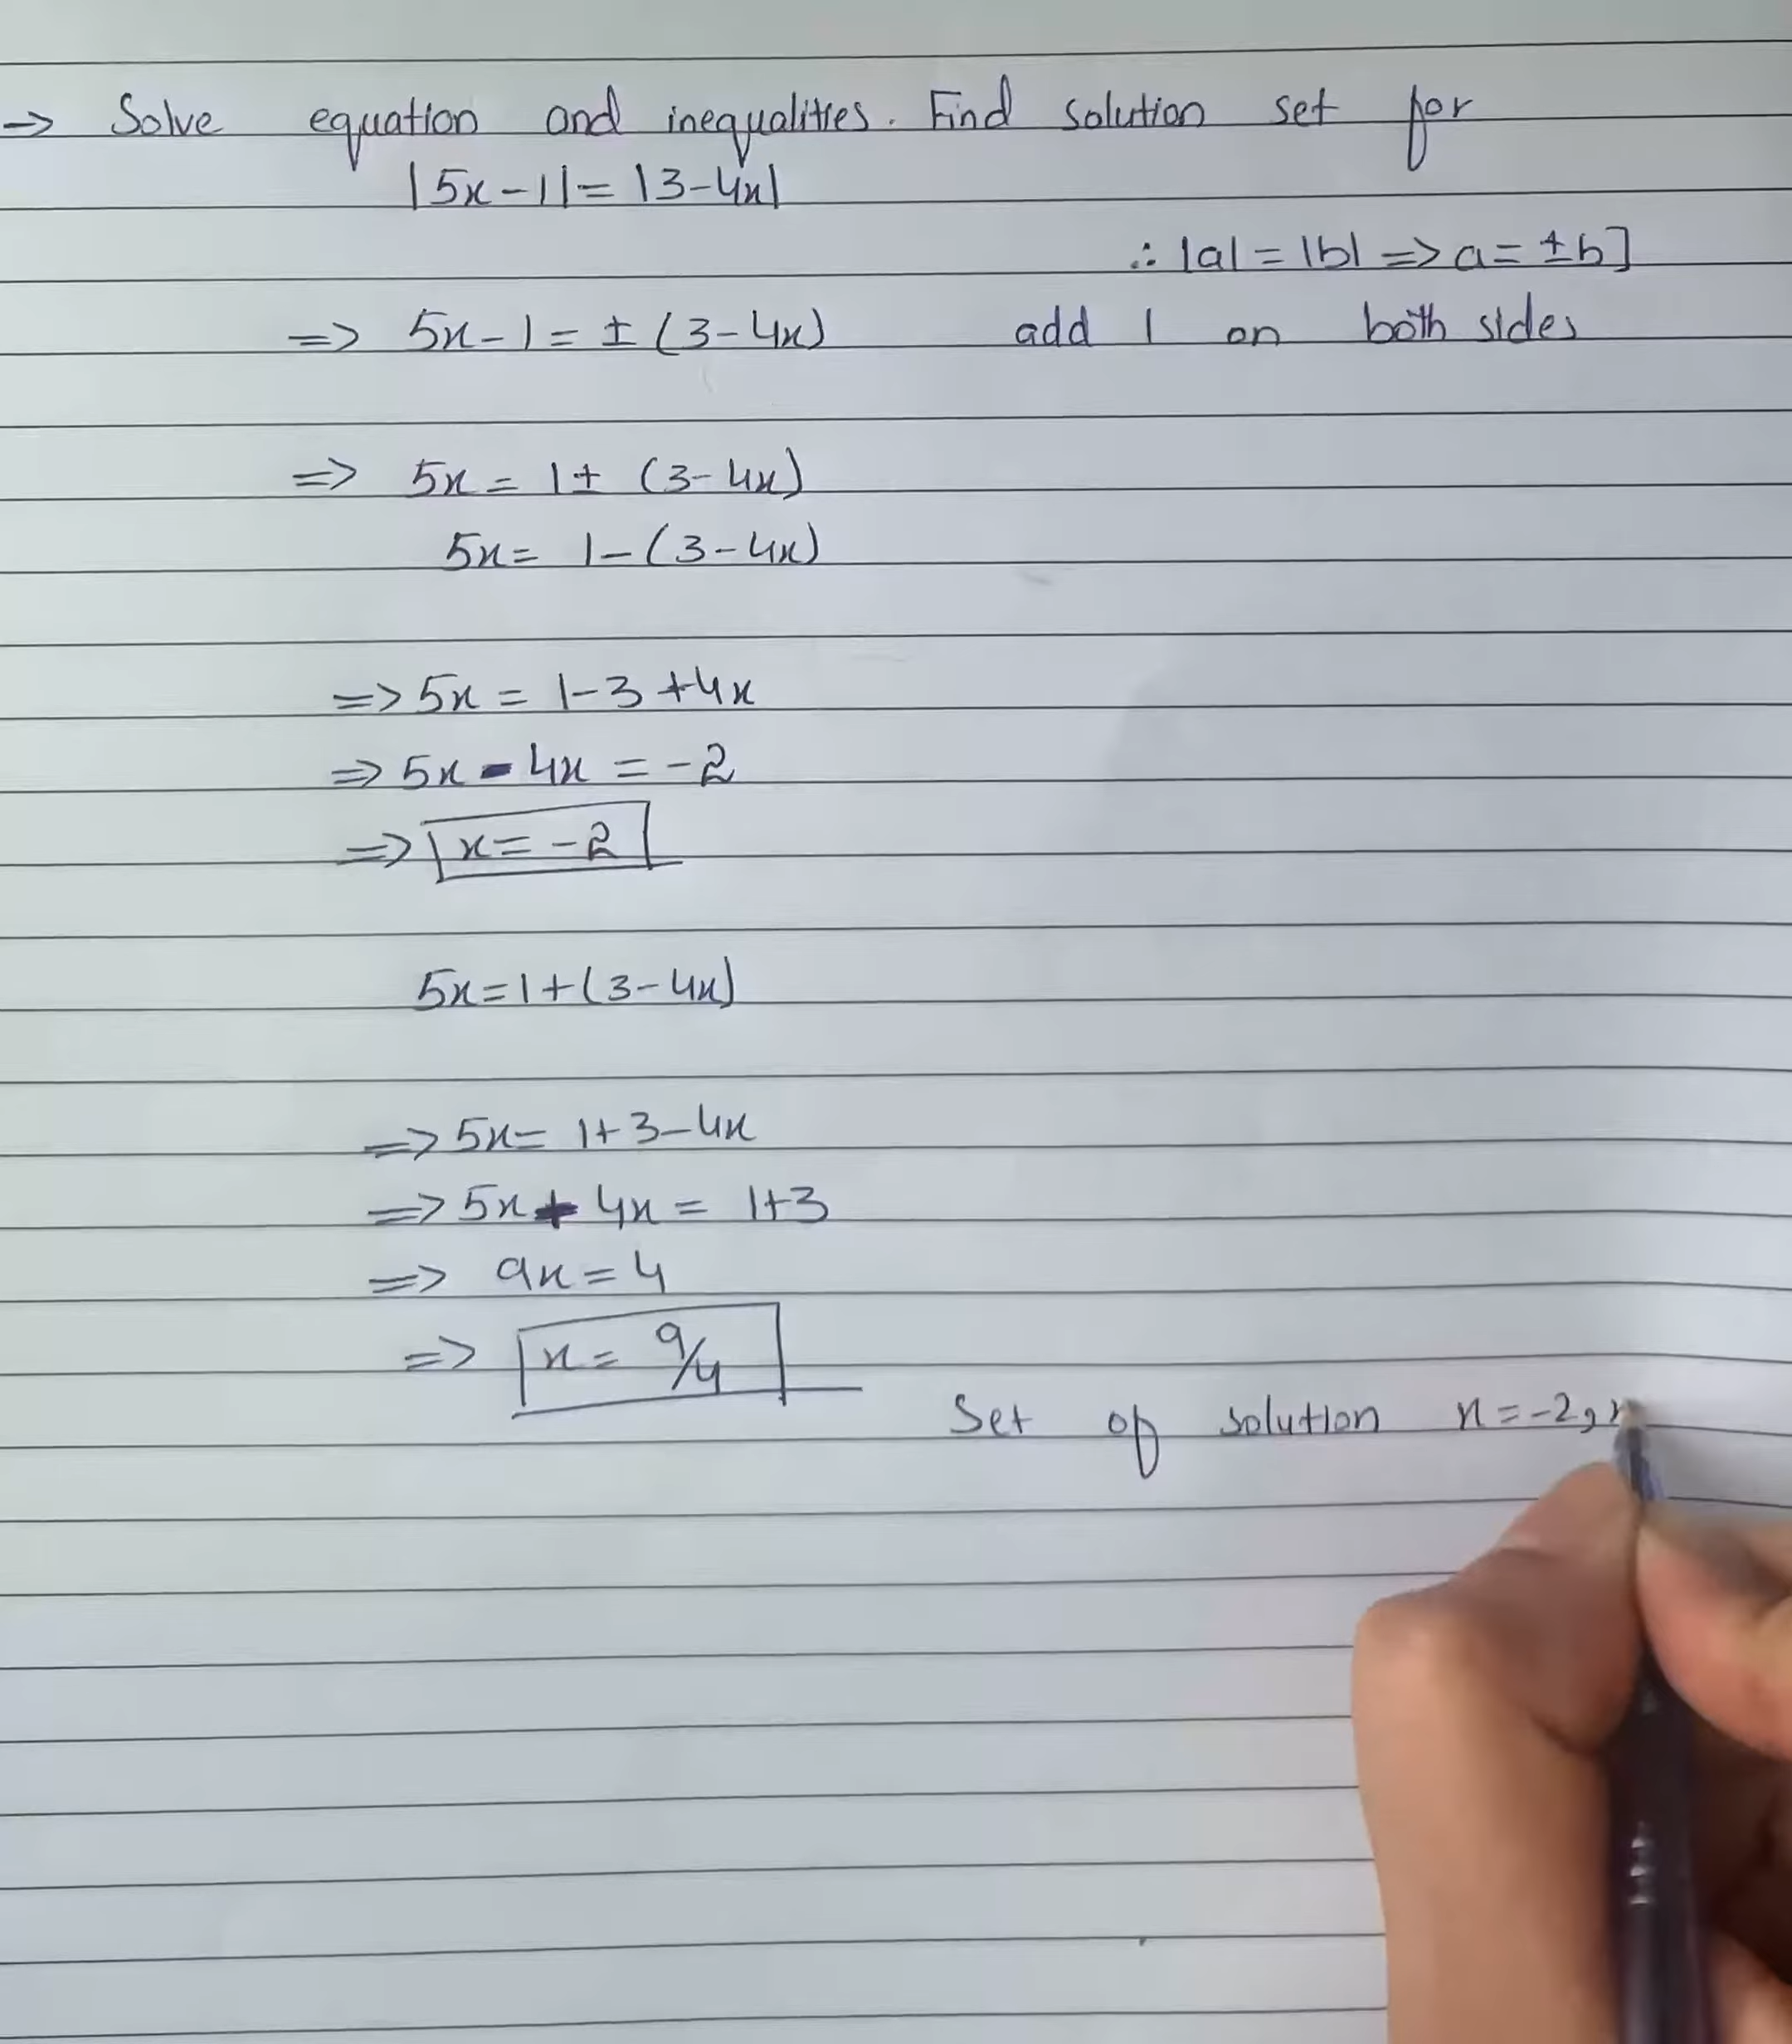 → Solve equation and inequalities. Find solution set for
|5x-1| = |3-4x|
∴ |a| = |b| => a = ±b]
=> 5x-1 = ± (3-4x) add 1 on both sides
=> 5x = 1 ± (3-4x)
5x = 1-(3-4x)
=> 5x = 1-3+4x
=> 5x - 4x = -2
=> x = -2
5x = 1+(3-4x)
=> 5x = 1+3-4x
=> 5x + 4x = 1+3
=> 9x = 4
=> x = 9/4
Set of solution x = -2, x